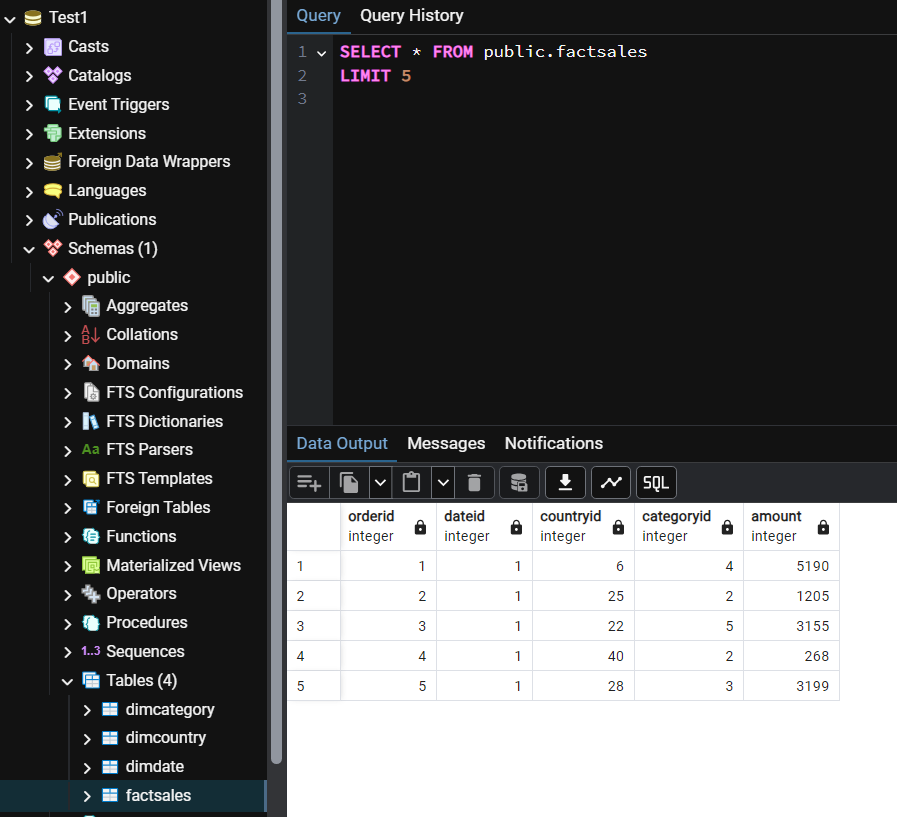 Test1
Casts
Catalogs
Event Triggers
Extensions
Foreign Data Wrappers
Languages
Publications
Schemas (1)
public
Aggregates
Collations
Domains
FTS Configurations
FTS Dictionaries
Aa FTS Parsers
FTS Templates
Foreign Tables
Functions
Materialized Views
Operators
Procedures
1..3 Sequences
Tables (4)
dimcategory
dimcountry
dimdate
factsales
Query Query History
1 SELECT * FROM public.factsales
2 LIMIT 5
3
Data Output Messages Notifications
SQL
orderid dateid countryid categoryid amount
integer integer integer integer integer
1 1 1 6 4 5190
2 2 1 25 2 1205
3 3 1 22 5 3155
4 4 1 40 2 268
5 5 1 28 3 3199